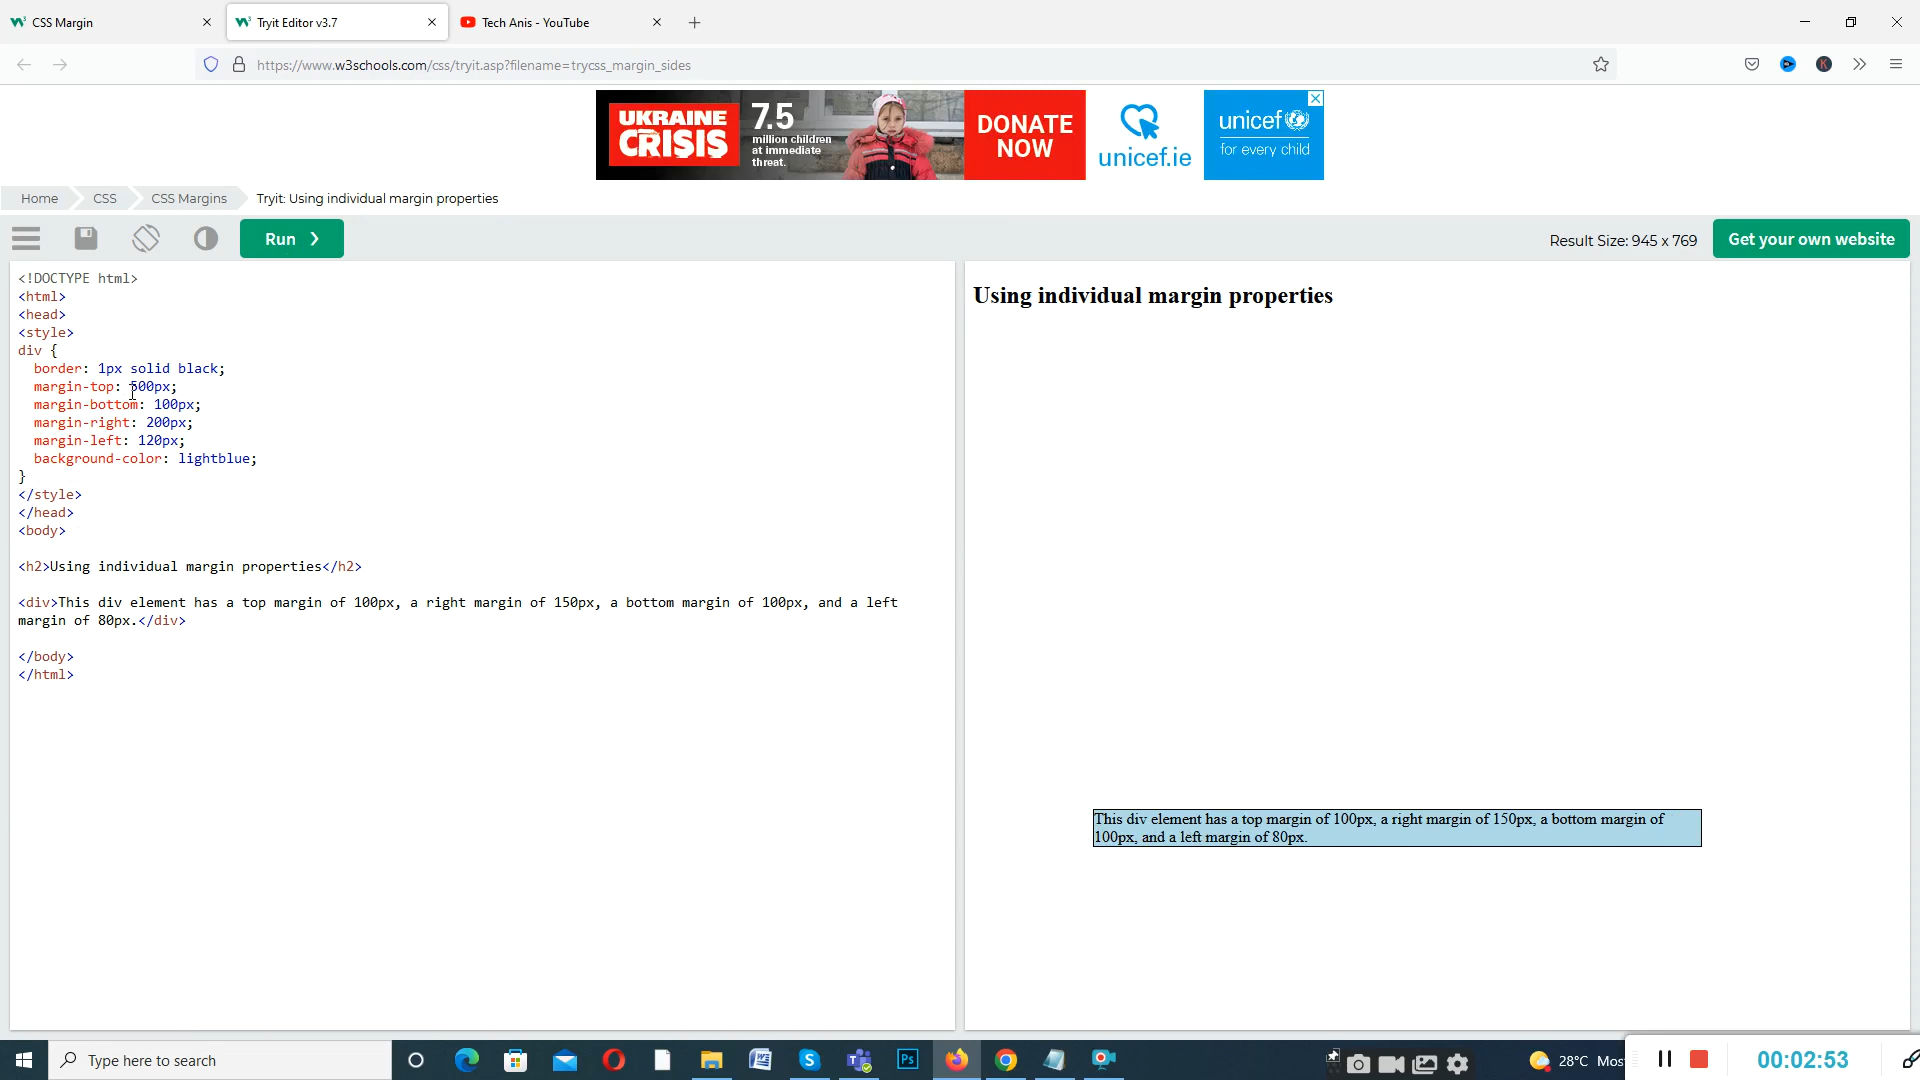 CSS Margin
Tryit Editor v3.7
Tech Anis - YouTube
https://www.w3schools.com/css/tryit.asp?filename=trycss_margin_sides
UKRAINE CRISIS
7.5
million children
at immediate
threat.
DONATE NOW
unicef.ie
unicef
for every child
Home
CSS
CSS Margins
Tryit: Using individual margin properties
Run ❯
Result Size: 945 x 769
Get your own website
<!DOCTYPE html>
<html>
<head>
<style>
div {
  border: 1px solid black;
  margin-top: 500px;
  margin-bottom: 100px;
  margin-right: 200px;
  margin-left: 120px;
  background-color: lightblue;
}
</style>
</head>
<body>
<h2>Using individual margin properties</h2>
<div>This div element has a top margin of 100px, a right margin of 150px, a bottom margin of 100px, and a left
margin of 80px.</div>
</body>
</html>
Using individual margin properties
This div element has a top margin of 100px, a right margin of 150px, a bottom margin of
100px, and a left margin of 80px.
Type here to search
28°C Mos
00:02:53